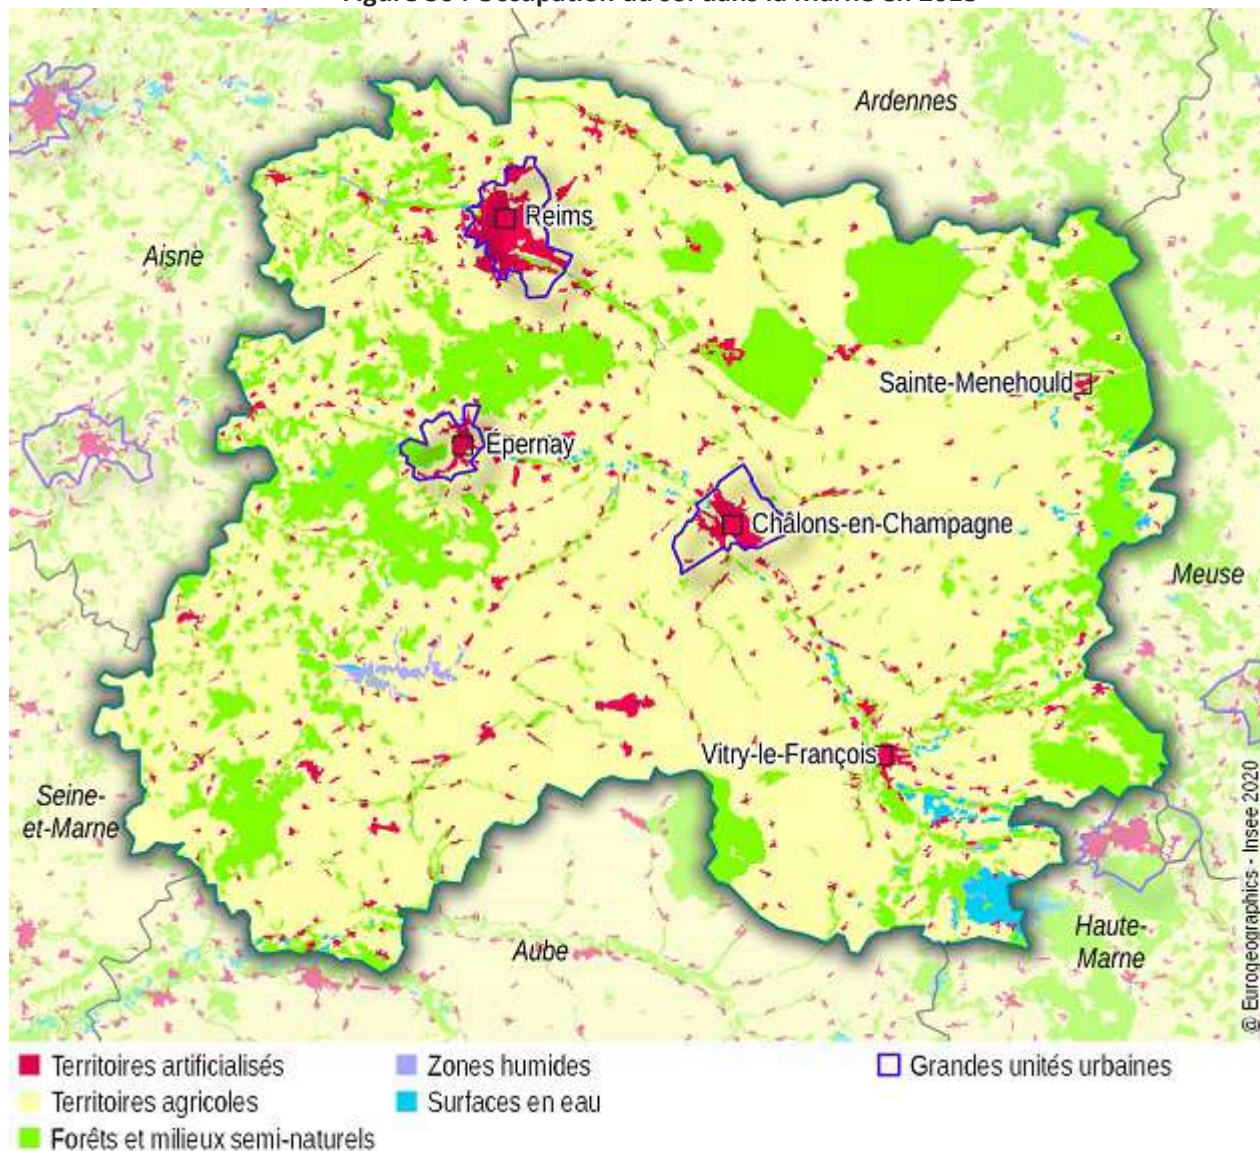 Ardennes
Reims
Aisne
Sainte-Menehould
Épernay
Châlons-en-Champagne
Meuse
Vitry-le-François
Seine-
et-Marne
Haute-
Marne
Aube
© Eurogeographics - Insee 2020
Territoires artificialisés
Zones humides
Grandes unités urbaines
Territoires agricoles
Surfaces en eau
Forêts et milieux semi-naturels